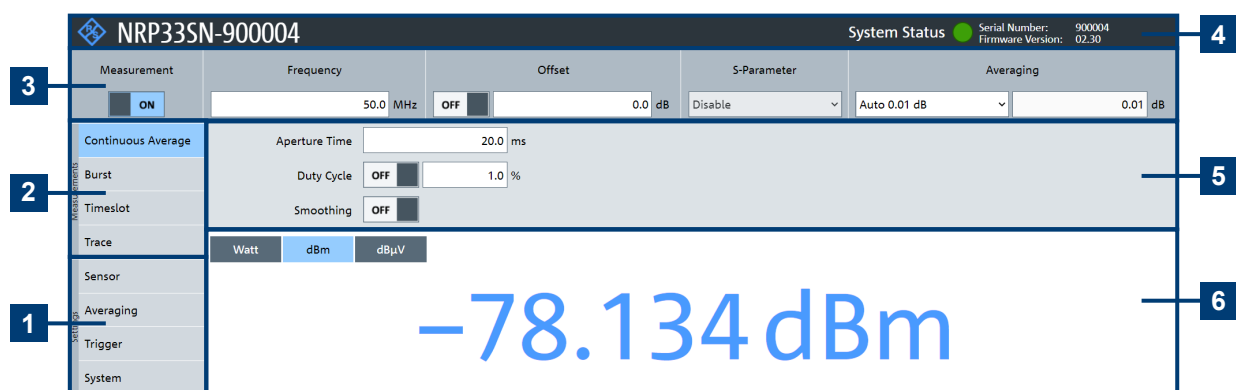 R&S NRP33SN-900004
System Status Serial Number: 900004
Firmware Version: 02.30
4
3
Measurement Frequency Offset S-Parameter Averaging
ON 50.0 MHz OFF 0.0 dB Disable Auto 0.01 dB 0.01 dB
2
Measurements
Continuous Average
Burst
Timeslot
Trace
Aperture Time 20.0 ms
Duty Cycle OFF 1.0 %
Smoothing OFF
5
1
Settings
Sensor
Averaging
Trigger
System
Watt dBm dBµV
−78.134 dBm
6